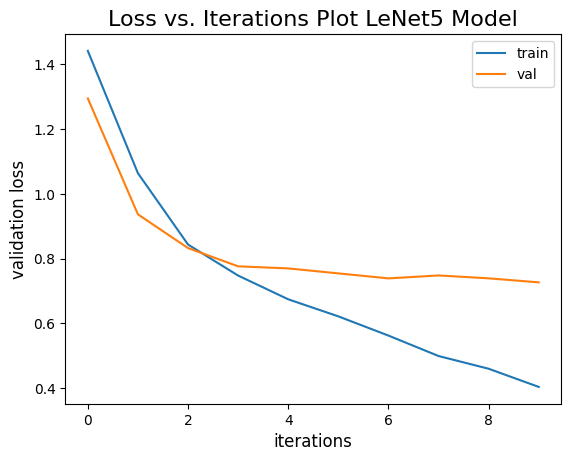 Loss vs. Iterations Plot LeNet5 Model
train
val
1.4
1.2
1.0
0.8
0.6
0.4
validation loss
0 2 4 6 8
iterations